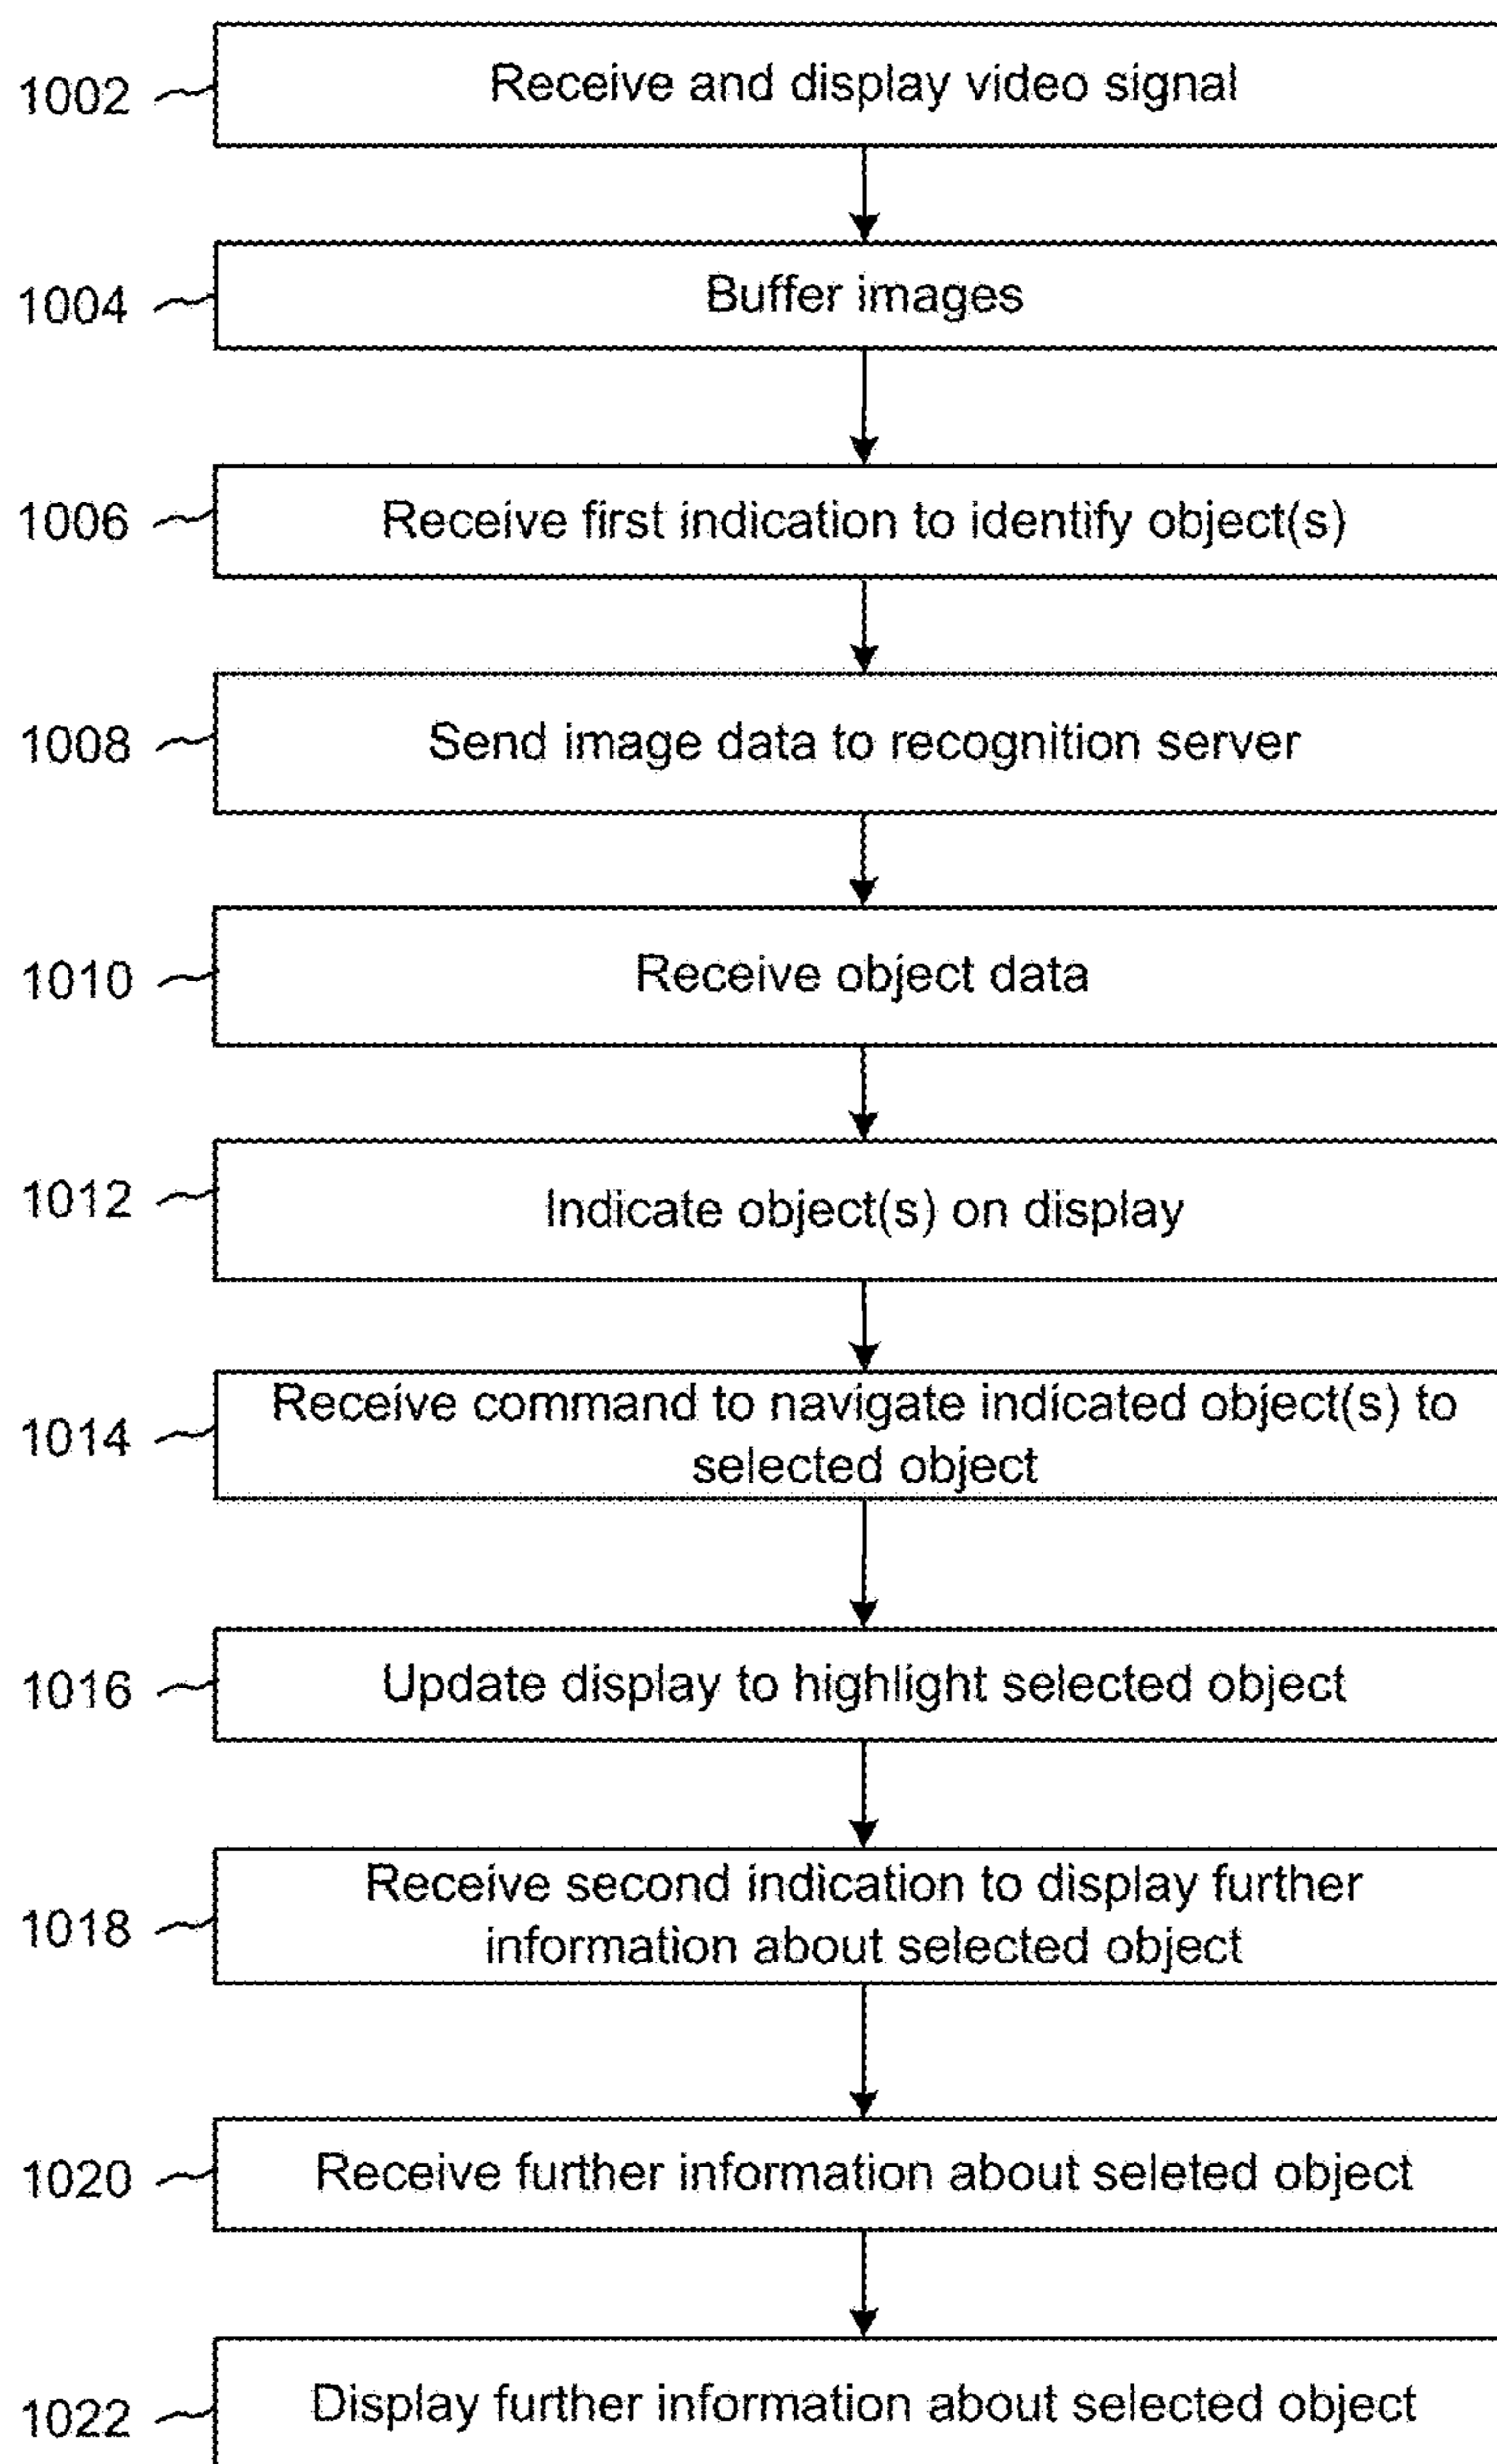 1002 Receive and display video signal
1004 Buffer images
1006 Receive first indication to identify object(s)
1008 Send image data to recognition server
1010 Receive object data
1012 Indicate object(s) on display
1014 Receive command to navigate indicated object(s) to
selected object
1016 Update display to highlight selected object
1018 Receive second indication to display further
information about selected object
1020 Receive further information about seleted object
1022 Display further information about selected object